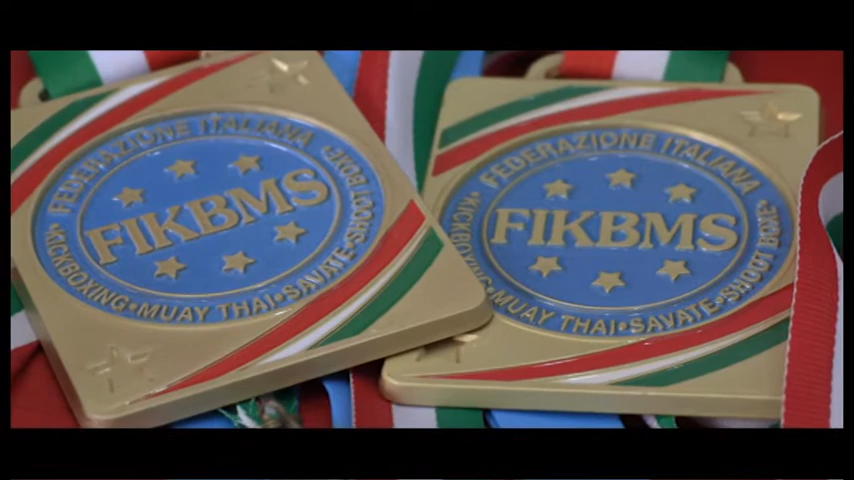 FEDERAZIONE ITALIANA
FIKBMS
•KICKBOXING•MUAY THAI•SAVATE•SHOOT BOXE•
FEDERAZIONE ITALIANA
FIKBMS
•KICKBOXING•MUAY THAI•SAVATE•SHOOT BOXE•